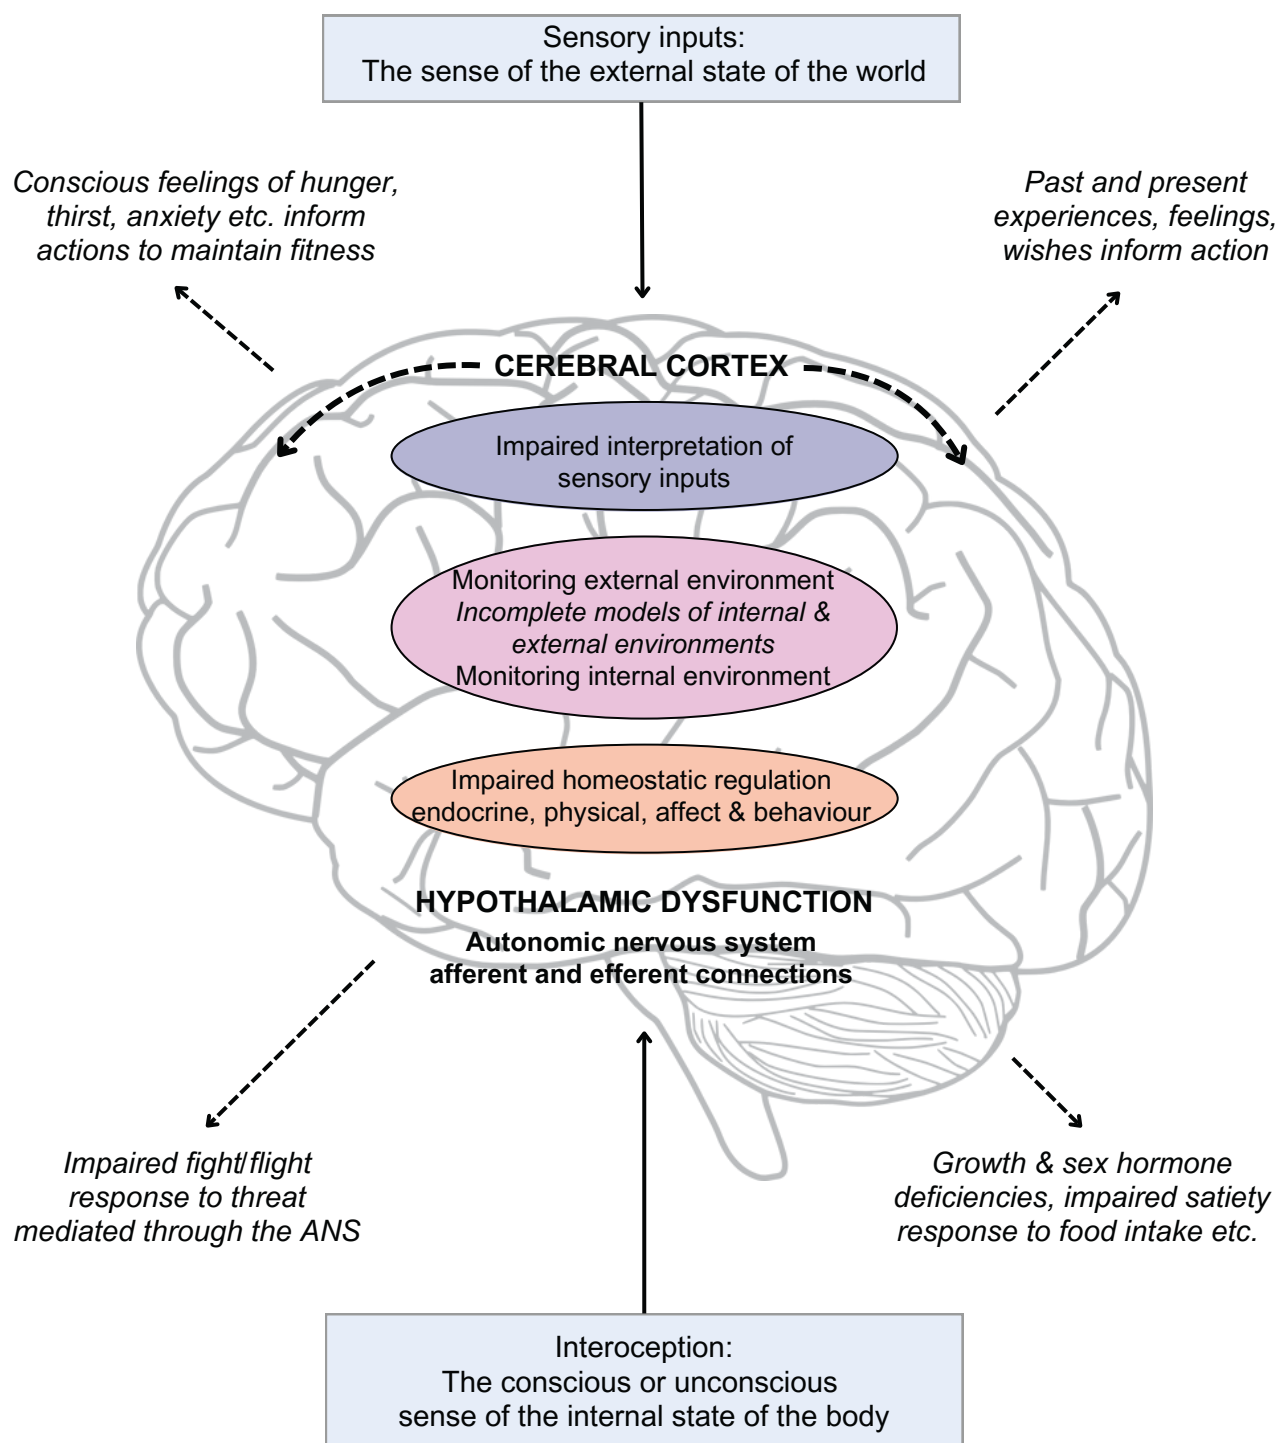 Sensory inputs:
The sense of the external state of the world
Conscious feelings of hunger,
thirst, anxiety etc. inform
actions to maintain fitness
Past and present
experiences, feelings,
wishes inform action
CEREBRAL CORTEX
Impaired interpretation of
sensory inputs
Monitoring external environment
Incomplete models of internal &
external environments
Monitoring internal environment
Impaired homeostatic regulation
endocrine, physical, affect & behaviour
HYPOTHALAMIC DYSFUNCTION
Autonomic nervous system
afferent and efferent connections
Impaired fight/flight
response to threat
mediated through the ANS
Growth & sex hormone
deficiencies, impaired satiety
response to food intake etc.
Interoception:
The conscious or unconscious
sense of the internal state of the body